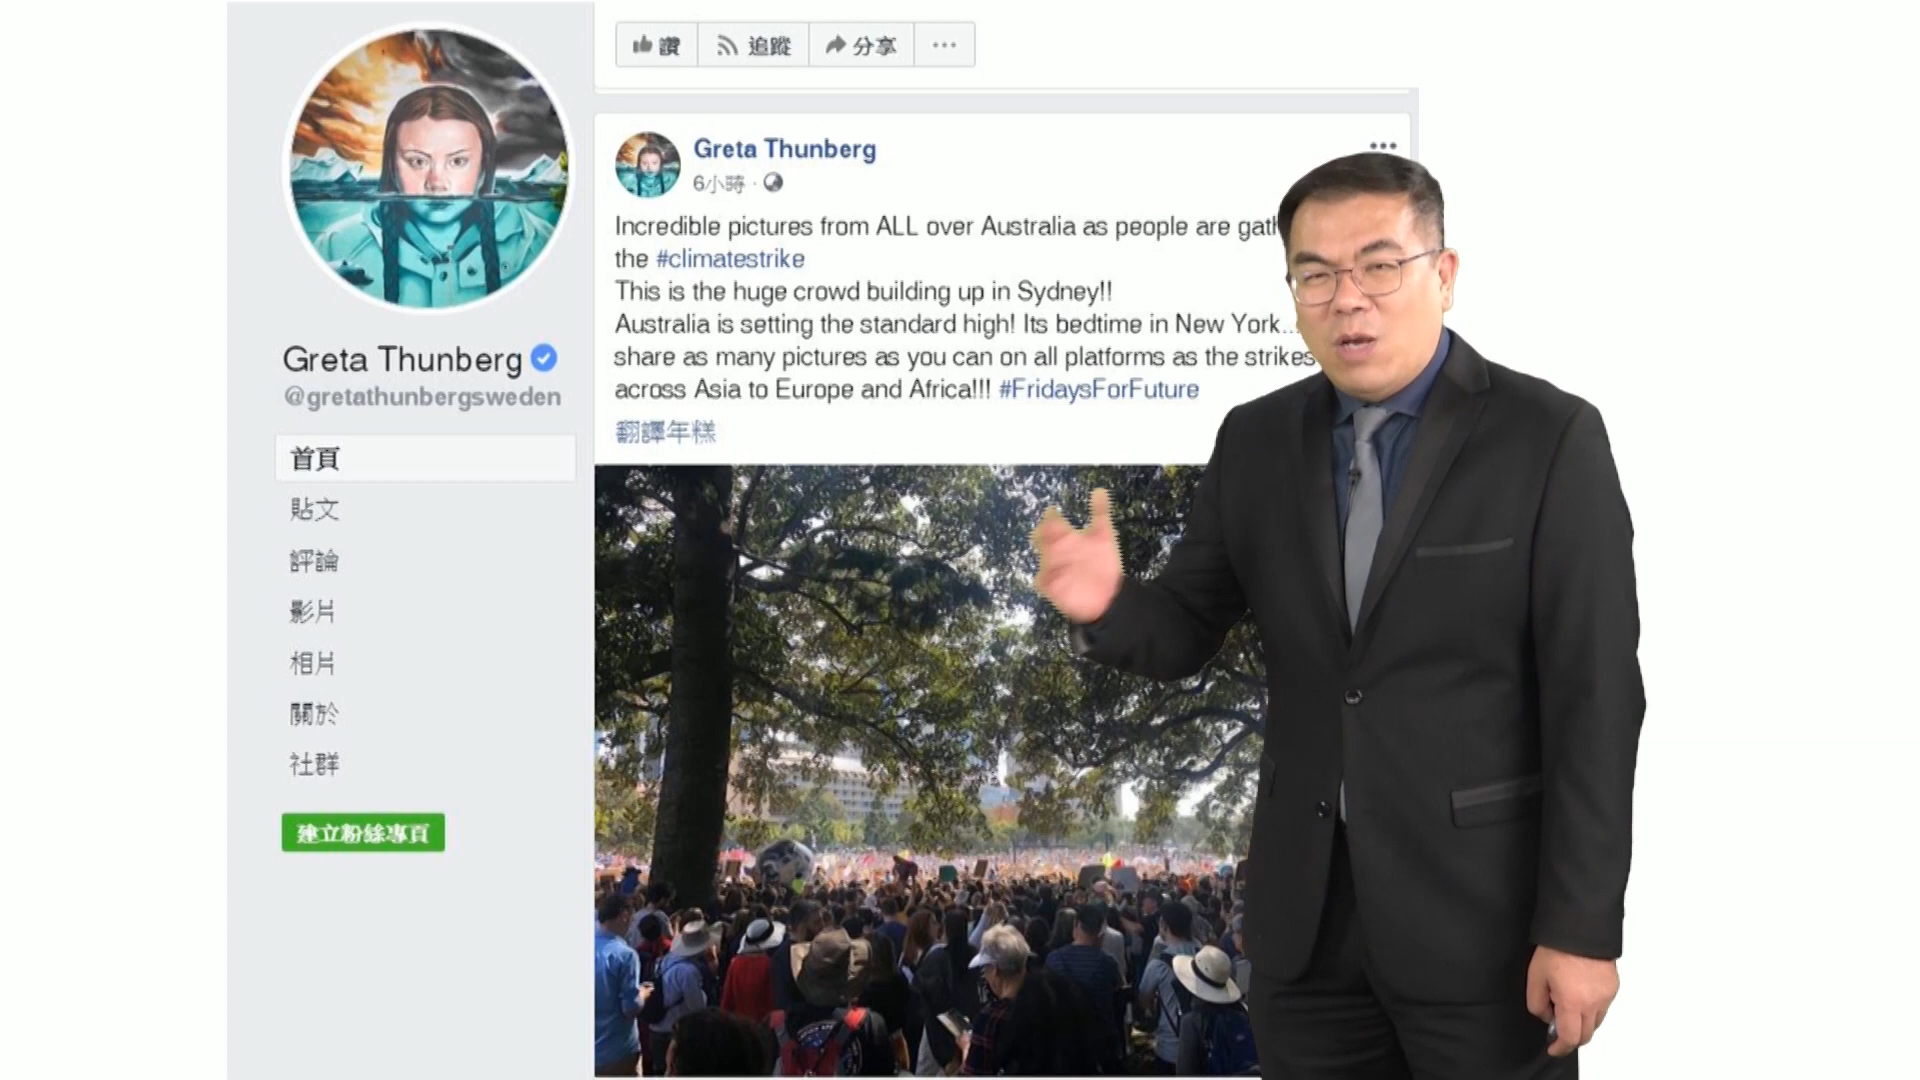 讚 追蹤 分享
Greta Thunberg
@gretathunbergsweden
首頁
貼文
評論
影片
相片
關於
社群
建立粉絲專頁
Greta Thunberg
6小時
Incredible pictures from ALL over Australia as people are
the #climatestrike
This is the huge crowd building up in Sydney!!
Australia is setting the standard high! Its bedtime in New York...
share as many pictures as you can on all platforms as the strikes
across Asia to Europe and Africa!!! #FridaysForFuture
翻譯年糕